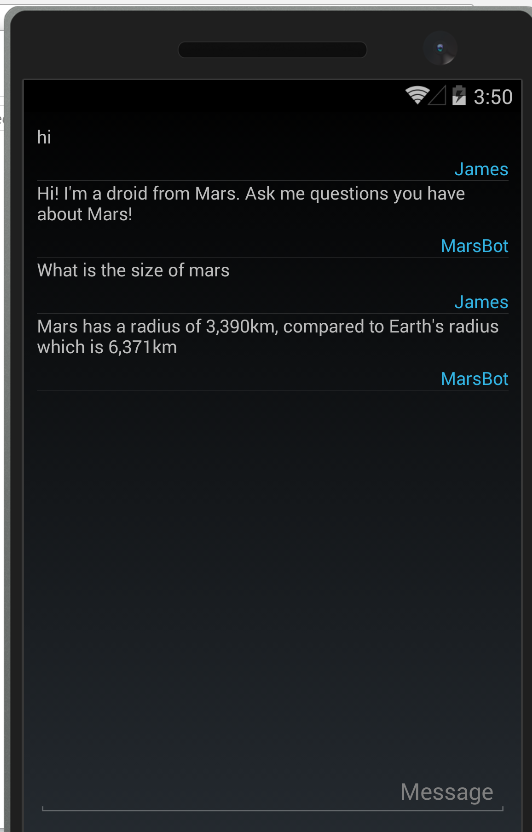 3:50
hi
James
Hi! I'm a droid from Mars. Ask me questions you have
about Mars!
MarsBot
What is the size of mars
James
Mars has a radius of 3,390km, compared to Earth's radius
which is 6,371km
MarsBot
Message